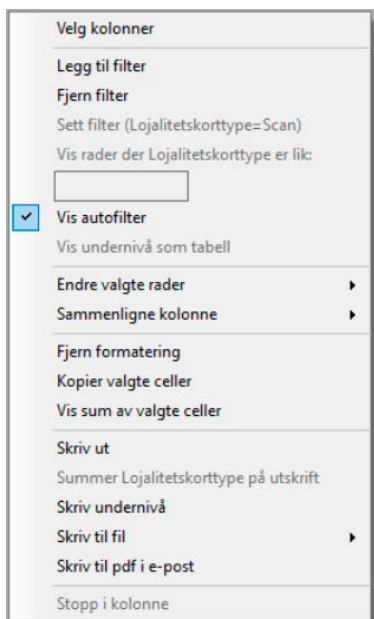 Velg kolonner
Legg til filter
Fjern filter
Sett filter (Lojalitetskorttype=Scan)
Vis rader der Lojalitetskorttype er lik:
Vis autofilter
Vis undernivå som tabell
Endre valgte rader
Sammenligne kolonne
Fjern formatering
Kopier valgte celler
Vis sum av valgte celler
Skriv ut
Summer Lojalitetskorttype på utskrift
Skriv undernivå
Skriv til fil
Skriv til pdf i e-post
Stopp i kolonne